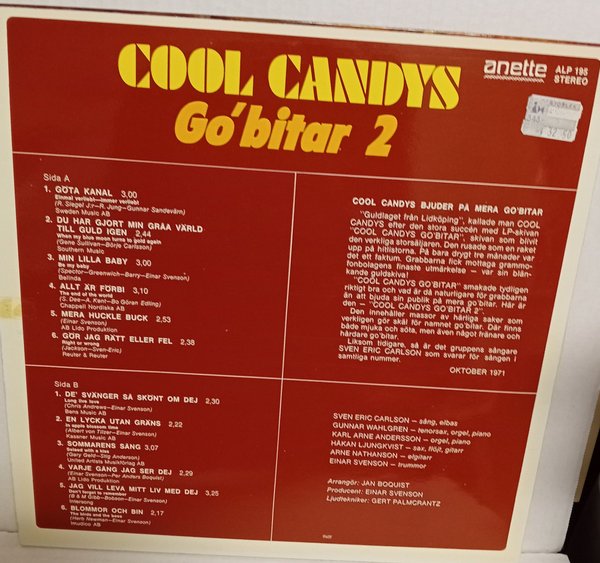 COOL CANDYS
Go'bitar 2
anette
ALP 195
STEREO
32.50
Side A
1. GÖTA KANAL 3,00
Einmal verliebt—immer verliebt
(R. Siegel J:r—R. Jung—Gunnar Sandevärn)
Sweden Music AB
2. DU HAR GJORT MIN GRÅA VÄRLD
TILL GULD IGEN 2,44
When my blue moon turns to gold again
(Gene Sullivan—Börje Carlsson)
Southern Music
3. MIN LILLA BABY 3,00
Be my baby
(Spector—Greenwich—Barry—Einar Svenson)
Belinda
4. ALLT ÄR FÖRBI 3,10
The end of the world
(S. Dee—A. Kent—Bo Göran Edling)
Chappell Nordiska AB
5. MERA HUCKLE BUCK 2,53
(Einar Svenson)
AB Lido Produktion
6. GÖR JAG RÄTT ELLER FEL 2,38
Right or wrong
(Jackson—Sven-Eric)
Reuter & Reuter
COOL CANDYS BJUDER PÅ MERA GO'BITAR
"Guldlaget från Lidköping", kallade man COOL
CANDYS efter den stora succén med LP-skivan
"COOL CANDYS GO'BITAR", skivan som blivit
den verkliga storsäljaren. Den rusade som en raket
upp på hitlistorna. På bara drygt tre månader var
det ett faktum. Grabbarna fick mottaga grammo-
fonbolagens finaste utmärkelse — var sin blän-
kande guldskiva!
"COOL CANDYS GO'BITAR" smakade tydligen
riktigt bra och vad är då naturligare för grabbarna
än att bjuda sin publik på mera go'bitar. Här är
den — "COOL CANDYS GO'BITAR 2".
Den innehåller massor av härliga saker som
verkligen gör skäl för namnet go'bitar. Där finns
både mjuka och söta, men även något fränare och
hårdare go'bitar.
Liksom tidigare, så är det gruppens sångare
SVEN ERIC CARLSON som svarar för sången i
samtliga nummer.
OKTOBER 1971
Sida B
1. DE' SVÄNGER SÅ SKÖNT OM DEJ 2,30
Long live love
(Chris Andrews—Einar Svenson)
Bens Music AB
2. EN LYCKA UTAN GRÄNS 2,22
In apple blossom time
(Albert von Tilzer—Einar Svenson)
Kassner Music AB
3. SOMMARENS SÅNG 3,07
Sealed with a kiss
(Gary Geld—Stig Anderson)
United Artists Musikförlag AB
4. VARJE GÅNG JAG SER DEJ 2,29
(Einar Svenson—Per Anders Boquist)
AB Lido Produktion
5. JAG VILL LEVA MITT LIV MED DEJ 3,25
Don't forget to remember
(B & M Gibb—Bobson—Einar Svenson)
Intersong
6. BLOMMOR OCH BIN 2,17
The birds and the bees
(Herb Newman—Einar Svenson)
Imudico AB
SVEN ERIC CARLSON — sång, elbas
GUNNAR WAHLGREN — tenorsax, orgel, piano
KARL ARNE ANDERSSON — orgel, piano
HÅKAN LJUNGKVIST — sax, flöjt, gitarr
ARNE NATHANSON — elgitarr
EINAR SVENSON — trummor
Arrangör: JAN BOQUIST
Producent: EINAR SVENSON
Ljudtekniker: GERT PALMCRANTZ